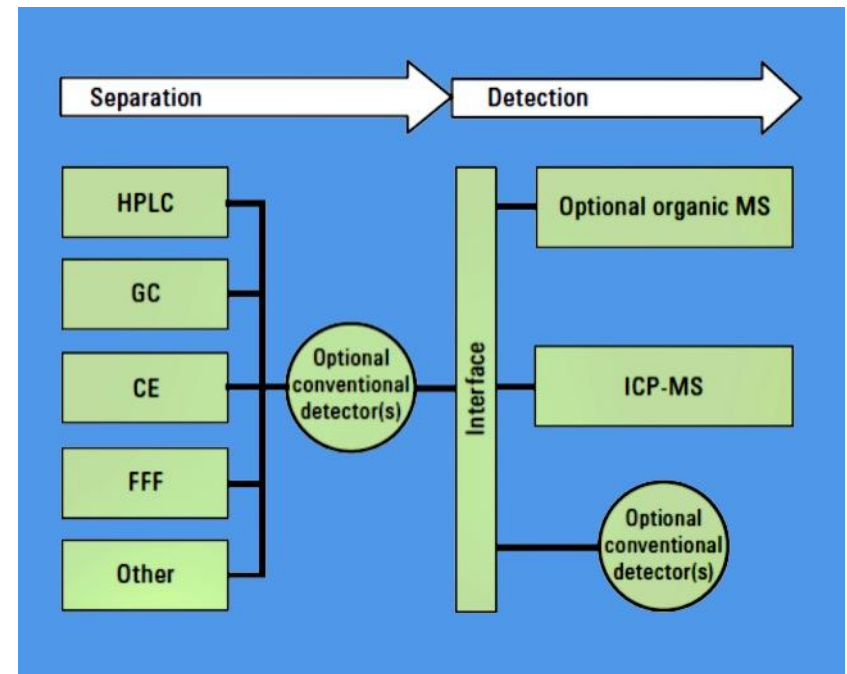 Separation
Detection
HPLC
GC
CE
FFF
Other
Optional
conventional
detector(s)
Interface
Optional organic MS
ICP-MS
Optional
conventional
detector(s)